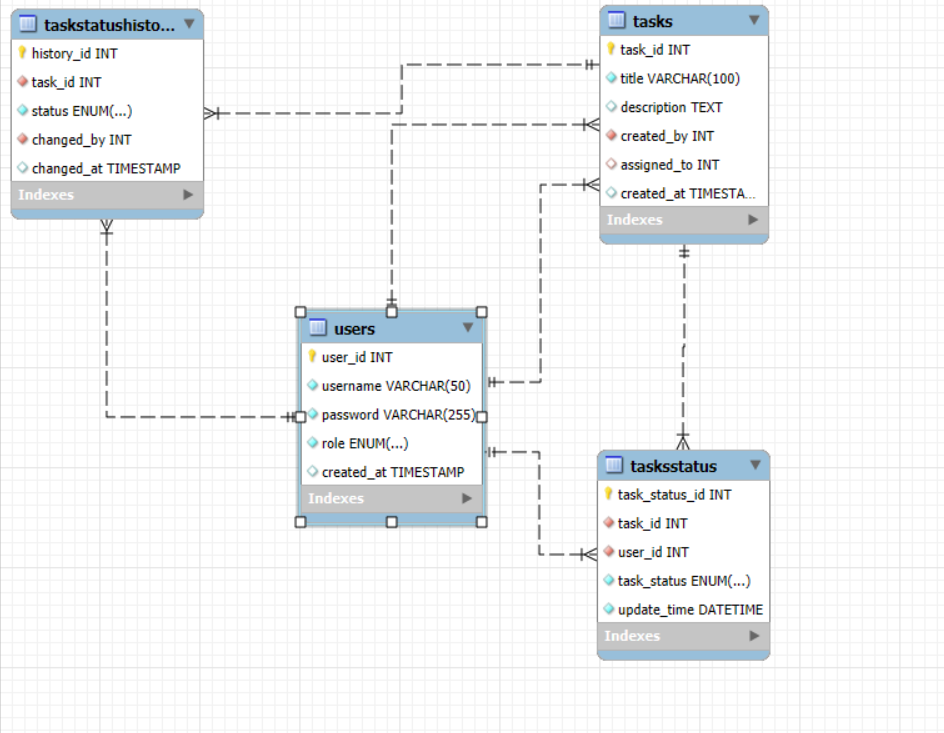 taskstatushisto...
history_id INT
task_id INT
status ENUM(...)
changed_by INT
changed_at TIMESTAMP
Indexes
tasks
task_id INT
title VARCHAR(100)
description TEXT
created_by INT
assigned_to INT
created_at TIMESTA...
Indexes
users
user_id INT
username VARCHAR(50)
password VARCHAR(255)
role ENUM(...)
created_at TIMESTAMP
Indexes
tasksstatus
task_status_id INT
task_id INT
user_id INT
task_status ENUM(...)
update_time DATETIME
Indexes